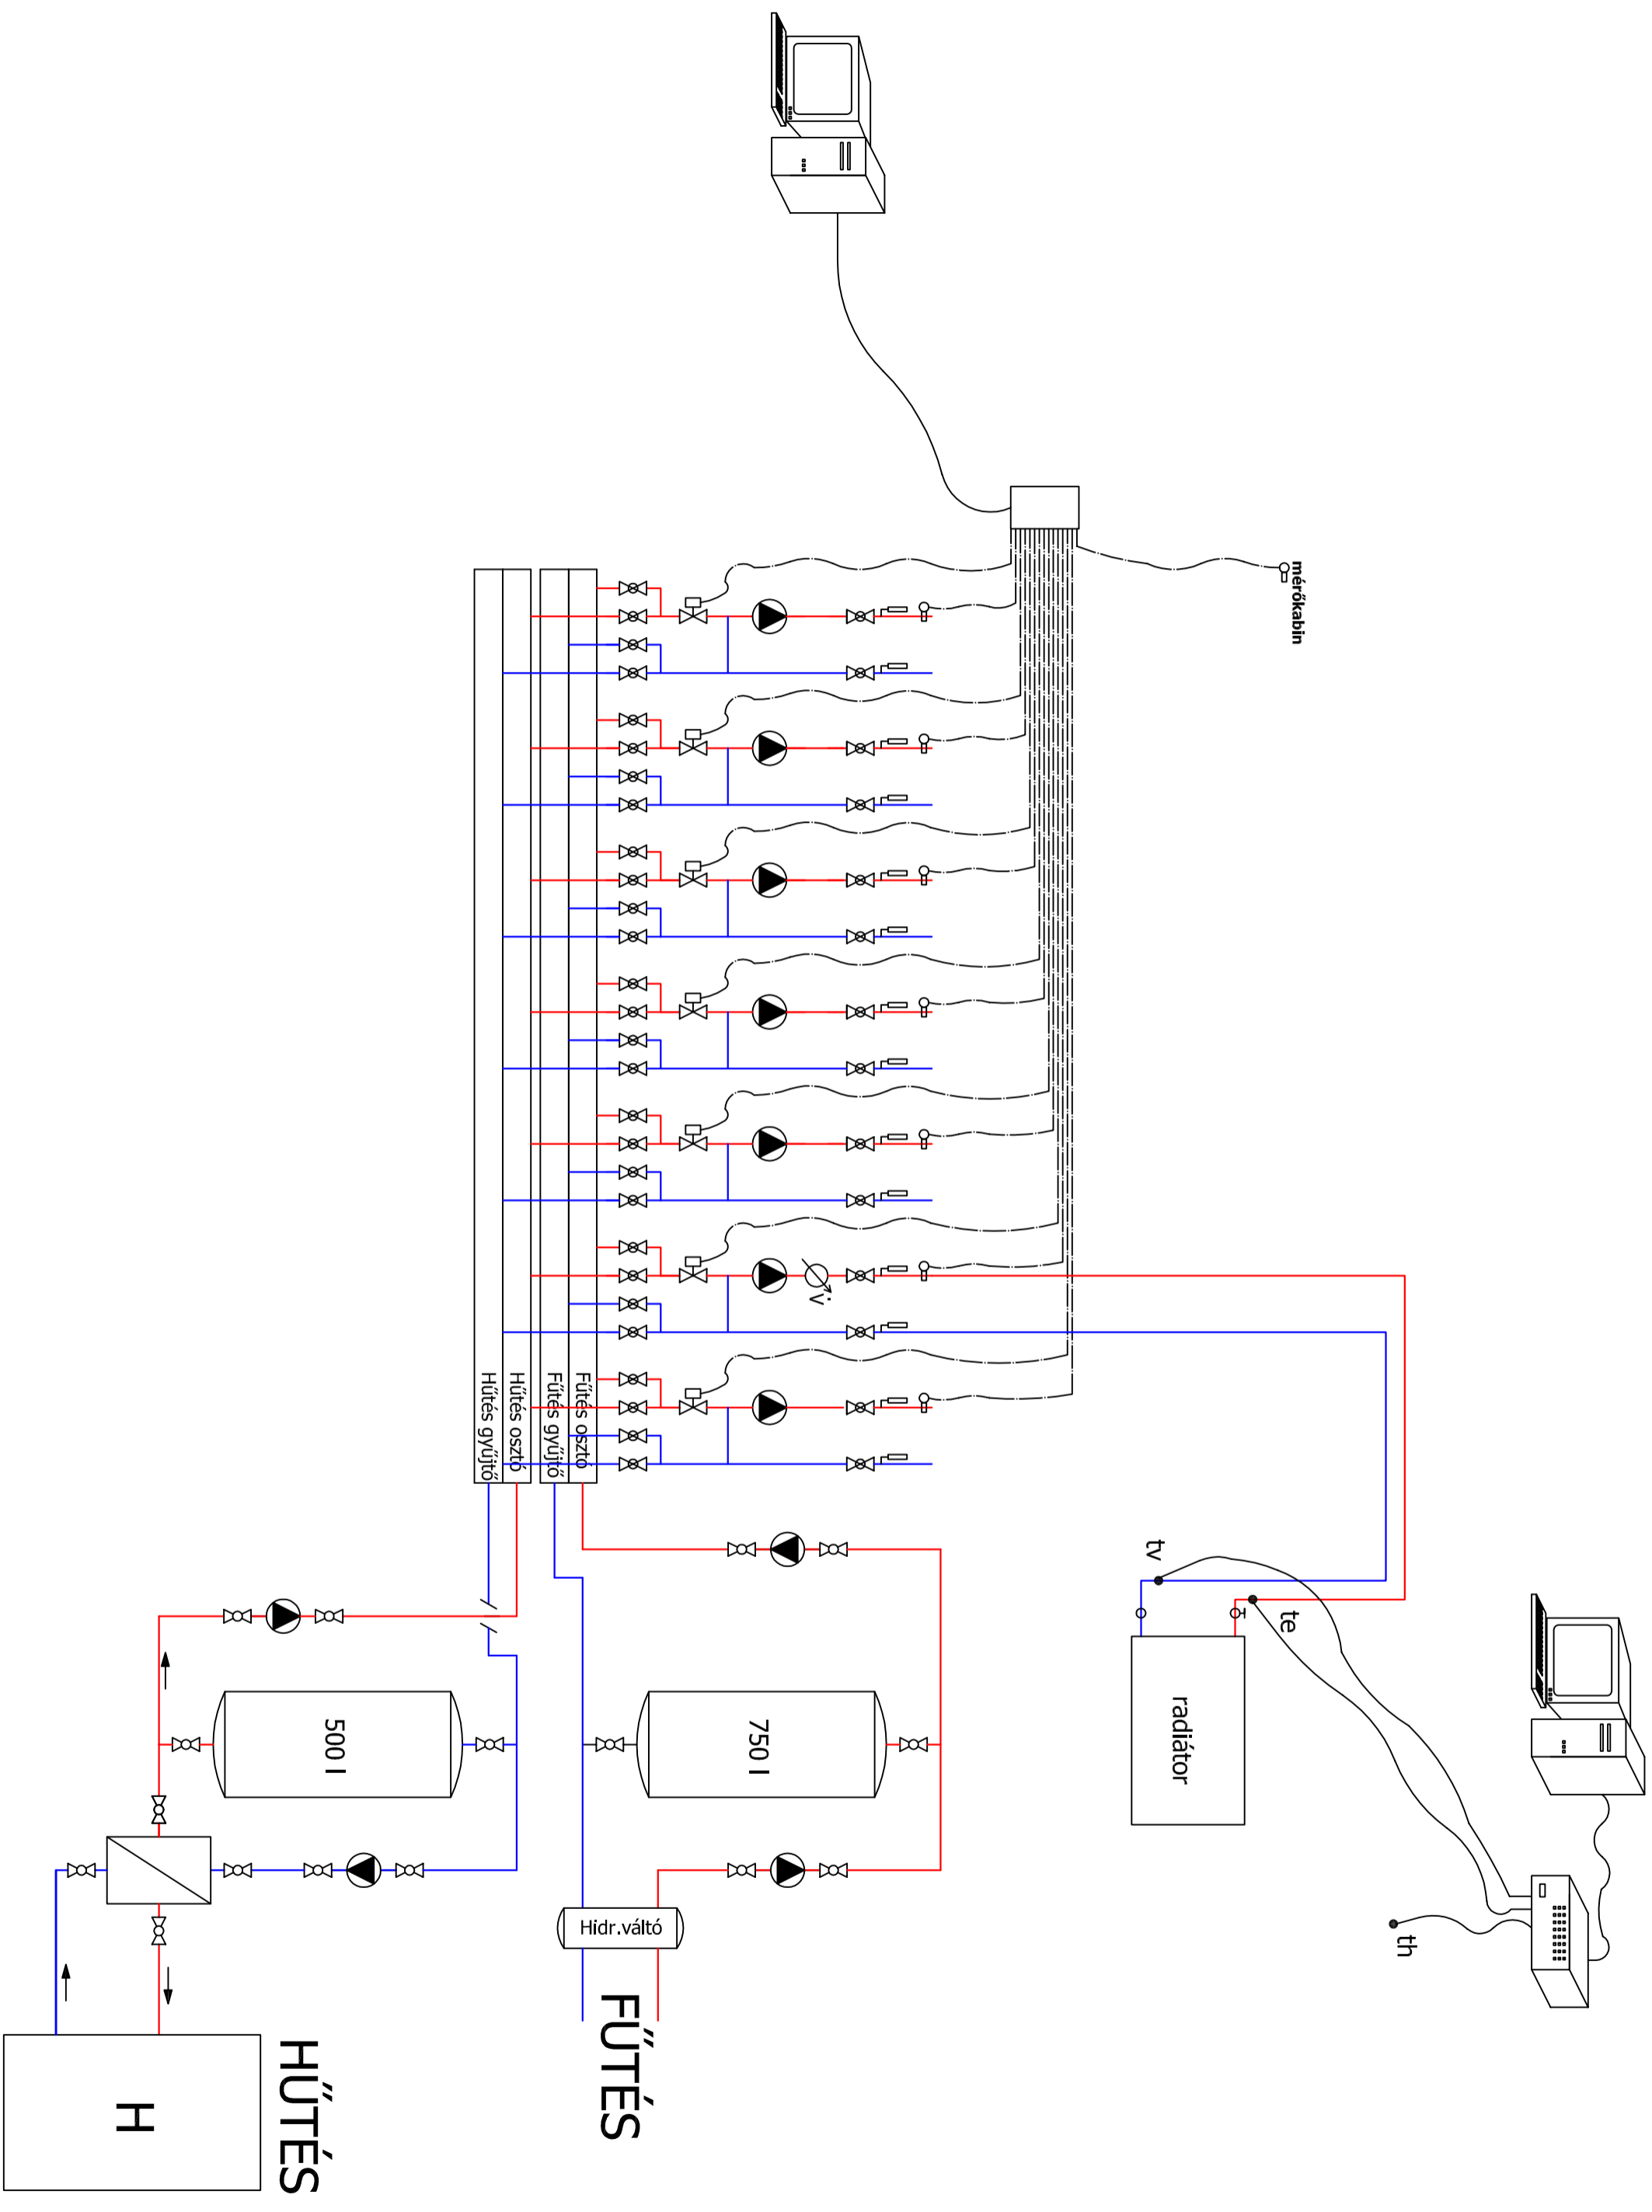 mérőkabin
v̇
Fűtés osztó
Fűtés gyűjtő
Hűtés osztó
Hűtés gyűjtő
tv
te
th
radiátor
750 l
500 l
Hidr.váltó
FŰTÉS
HŰTÉS
H